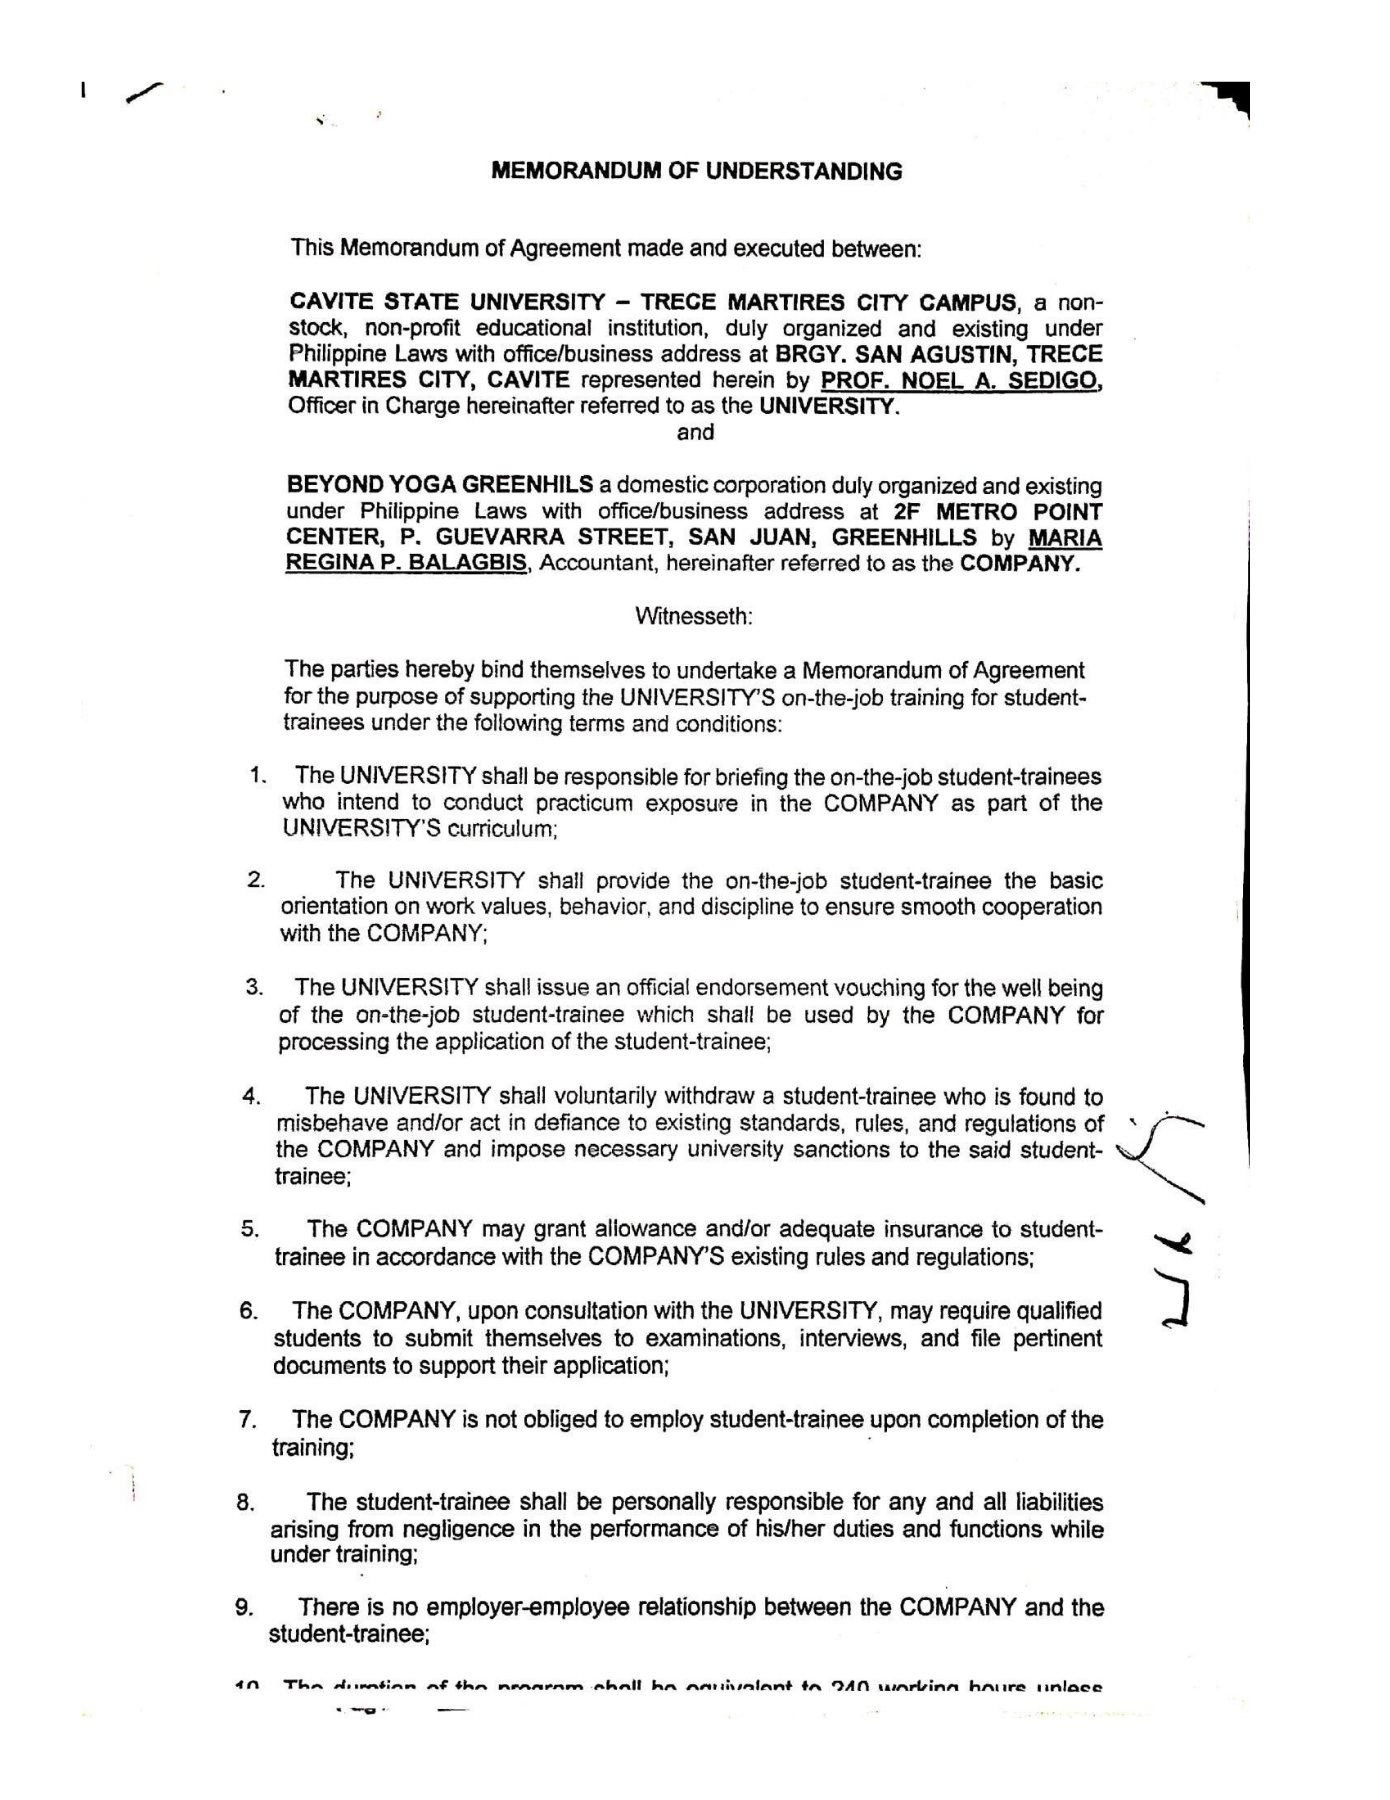 MEMORANDUM OF UNDERSTANDING
This Memorandum of Agreement made and executed between:
CAVITE STATE UNIVERSITY – TRECE MARTIRES CITY CAMPUS, a non-
stock, non-profit educational institution, duly organized and existing under
Philippine Laws with office/business address at BRGY. SAN AGUSTIN, TRECE
MARTIRES CITY, CAVITE represented herein by PROF. NOEL A. SEDIGO,
Officer in Charge hereinafter referred to as the UNIVERSITY.
and
BEYOND YOGA GREENHILS a domestic corporation duly organized and existing
under Philippine Laws with office/business address at 2F METRO POINT
CENTER, P. GUEVARRA STREET, SAN JUAN, GREENHILLS by MARIA
REGINA P. BALAGBIS, Accountant, hereinafter referred to as the COMPANY.
Witnesseth:
The parties hereby bind themselves to undertake a Memorandum of Agreement
for the purpose of supporting the UNIVERSITY'S on-the-job training for student-
trainees under the following terms and conditions:
1. The UNIVERSITY shall be responsible for briefing the on-the-job student-trainees
who intend to conduct practicum exposure in the COMPANY as part of the
UNIVERSITY'S curriculum;
2. The UNIVERSITY shall provide the on-the-job student-trainee the basic
orientation on work values, behavior, and discipline to ensure smooth cooperation
with the COMPANY;
3. The UNIVERSITY shall issue an official endorsement vouching for the well being
of the on-the-job student-trainee which shall be used by the COMPANY for
processing the application of the student-trainee;
4. The UNIVERSITY shall voluntarily withdraw a student-trainee who is found to
misbehave and/or act in defiance to existing standards, rules, and regulations of
the COMPANY and impose necessary university sanctions to the said student-
trainee;
5. The COMPANY may grant allowance and/or adequate insurance to student-
trainee in accordance with the COMPANY'S existing rules and regulations;
6. The COMPANY, upon consultation with the UNIVERSITY, may require qualified
students to submit themselves to examinations, interviews, and file pertinent
documents to support their application;
7. The COMPANY is not obliged to employ student-trainee upon completion of the
training;
8. The student-trainee shall be personally responsible for any and all liabilities
arising from negligence in the performance of his/her duties and functions while
under training;
9. There is no employer-employee relationship between the COMPANY and the
student-trainee;
10. The duration of the program shall be equivalent to 240 working hours unless